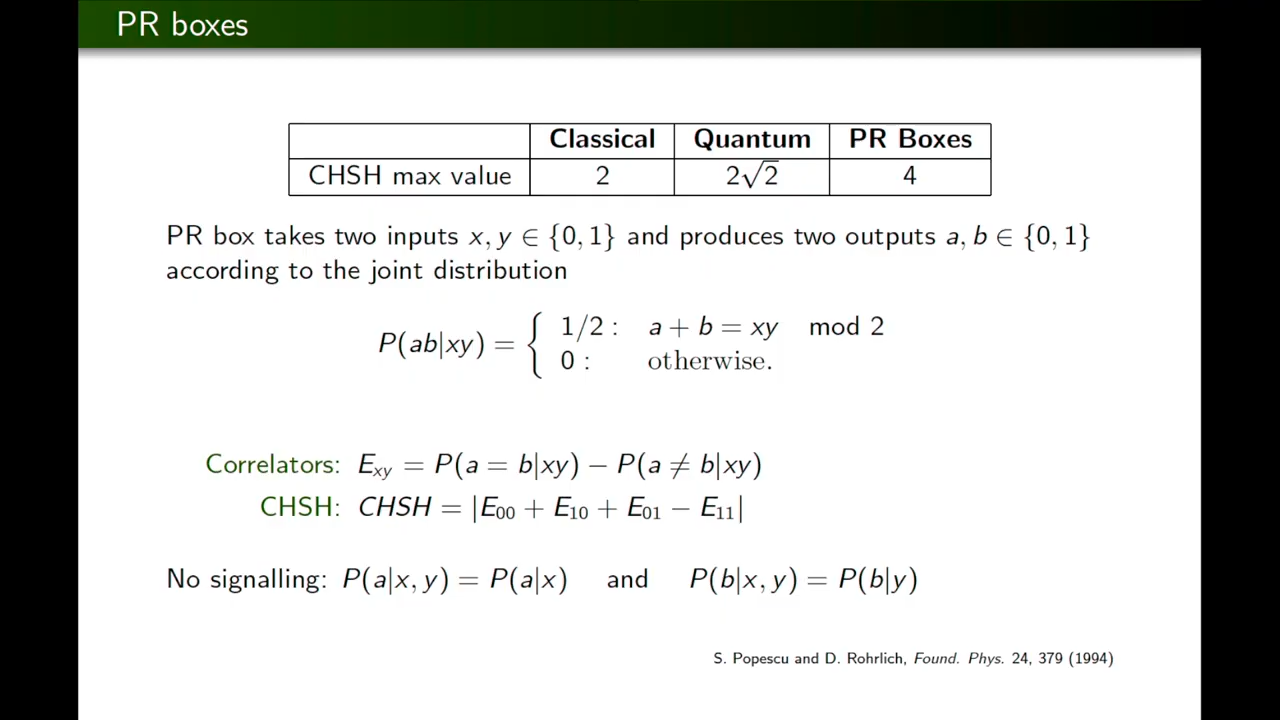 PR boxes
Classical Quantum PR Boxes
CHSH max value 2 2√2 4
PR box takes two inputs x, y ∈ {0, 1} and produces two outputs a, b ∈ {0, 1}
according to the joint distribution
P(ab|xy) = { 1/2 : a + b = xy mod 2
0 : otherwise.
Correlators: E_xy = P(a = b|xy) − P(a ≠ b|xy)
CHSH: CHSH = |E_00 + E_10 + E_01 − E_11|
No signalling: P(a|x, y) = P(a|x) and P(b|x, y) = P(b|y)
S. Popescu and D. Rohrlich, Found. Phys. 24, 379 (1994)